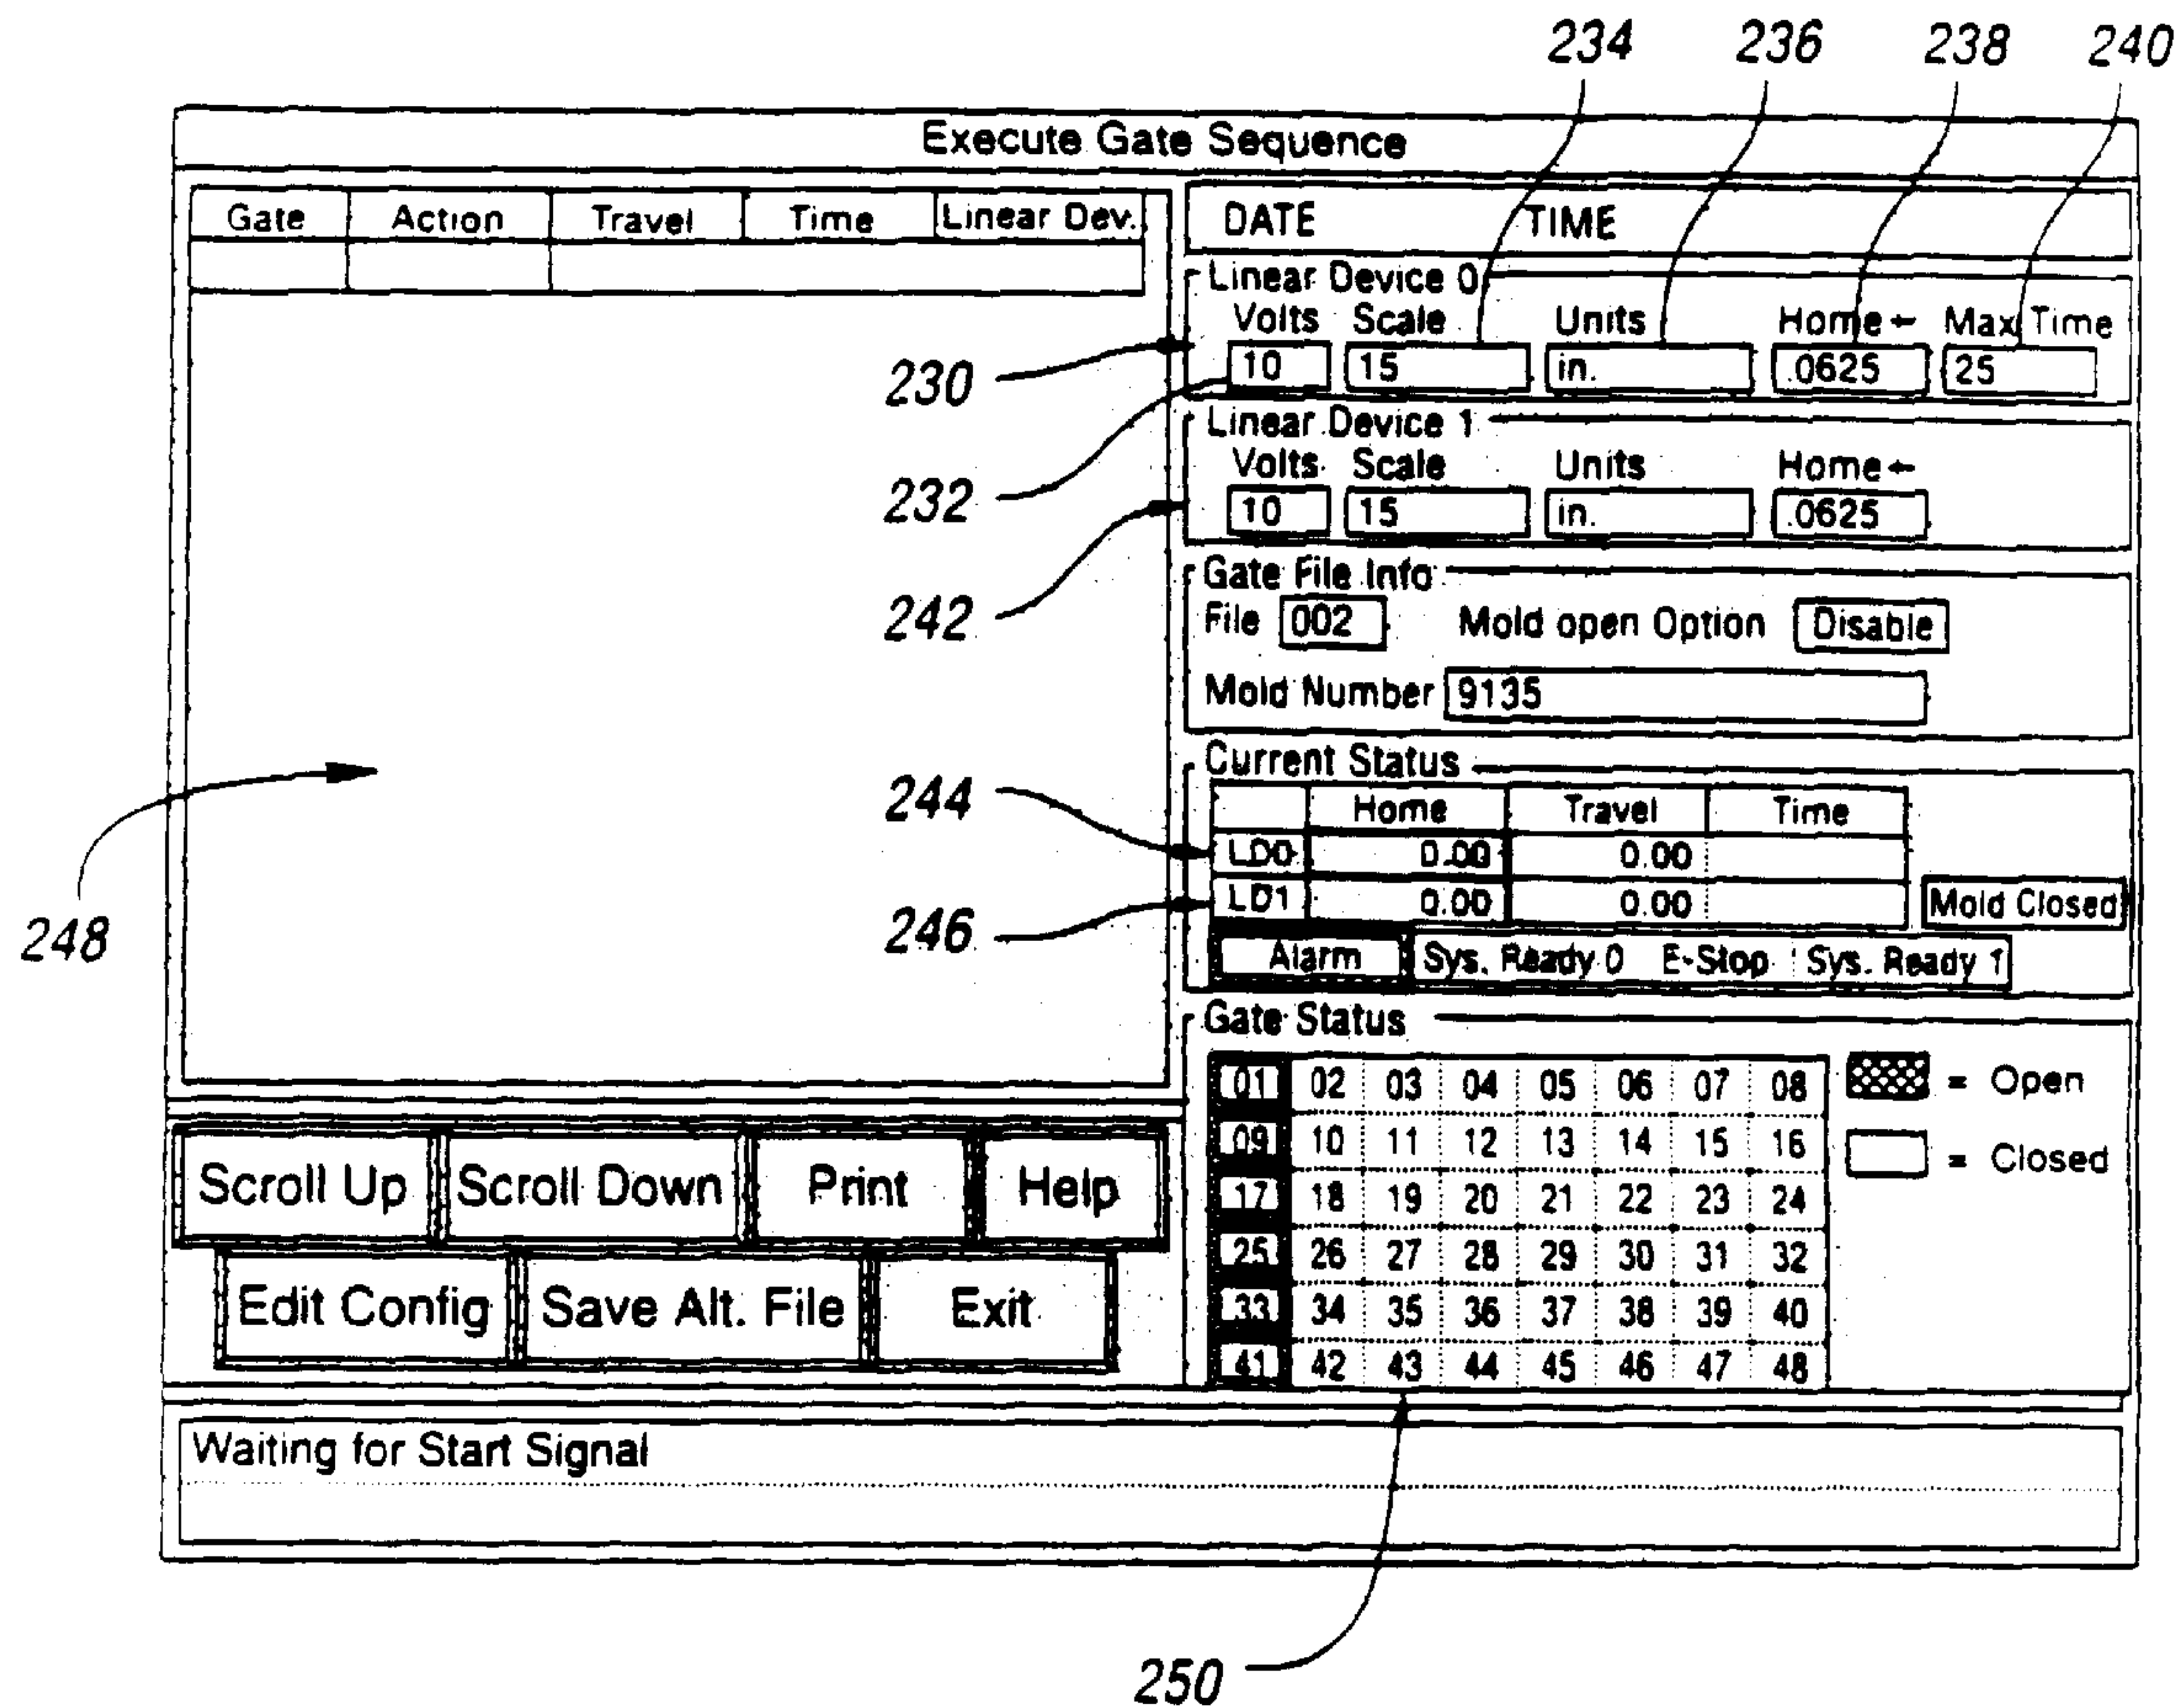 234 236 238 240
Execute Gate Sequence
Gate Action Travel Time Linear Dev.
DATE TIME
Linear Device 0
Volts Scale Units Home← Max Time
10 15 in. .0625 25
230
Linear Device 1
Volts Scale Units Home←
10 15 in. .0625
232
242
Gate File Info
File 002 Mold open Option Disable
Mold Number 9135
Current Status
Home Travel Time
LD0 0.00 0.00
LD1 0.00 0.00 Mold Closed
244
246
248
Alarm Sys. Ready 0 E-Stop Sys. Ready 1
Gate Status
01 02 03 04 05 06 07 08
09 10 11 12 13 14 15 16
17 18 19 20 21 22 23 24
25 26 27 28 29 30 31 32
33 34 35 36 37 38 39 40
41 42 43 44 45 46 47 48
= Open
= Closed
Scroll Up Scroll Down Print Help
Edit Config Save Alt. File Exit
Waiting for Start Signal
250